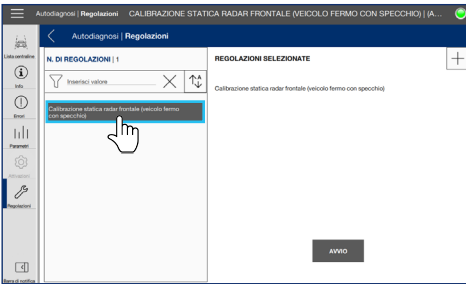 Autodiagnosi | Regolazioni CALIBRAZIONE STATICA RADAR FRONTALE (VEICOLO FERMO CON SPECCHIO) | (A...
Autodiagnosi | Regolazioni
Lista centraline
Info
Errori
Parametri
Attivazioni
Regolazioni
Barra di notifica
N. DI REGOLAZIONI | 1
Inserisci valore
Calibrazione statica radar frontale (veicolo fermo
con specchio)
REGOLAZIONI SELEZIONATE
Calibrazione statica radar frontale (veicolo fermo con specchio)
AVVIO